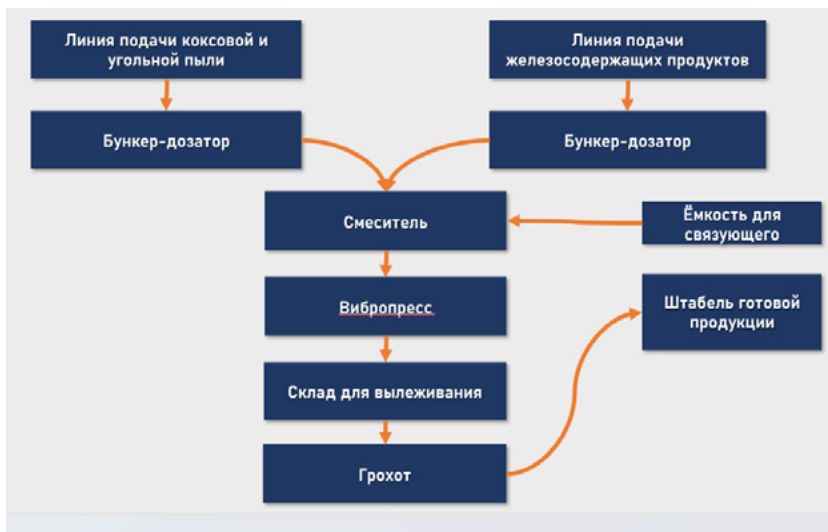 Линия подачи коксовой и
угольной пыли
Линия подачи
железосодержащих продуктов
Бункер-дозатор
Бункер-дозатор
Смеситель
Ёмкость для
связующего
Вибропресс
Штабель готовой
продукции
Склад для вылеживания
Грохот